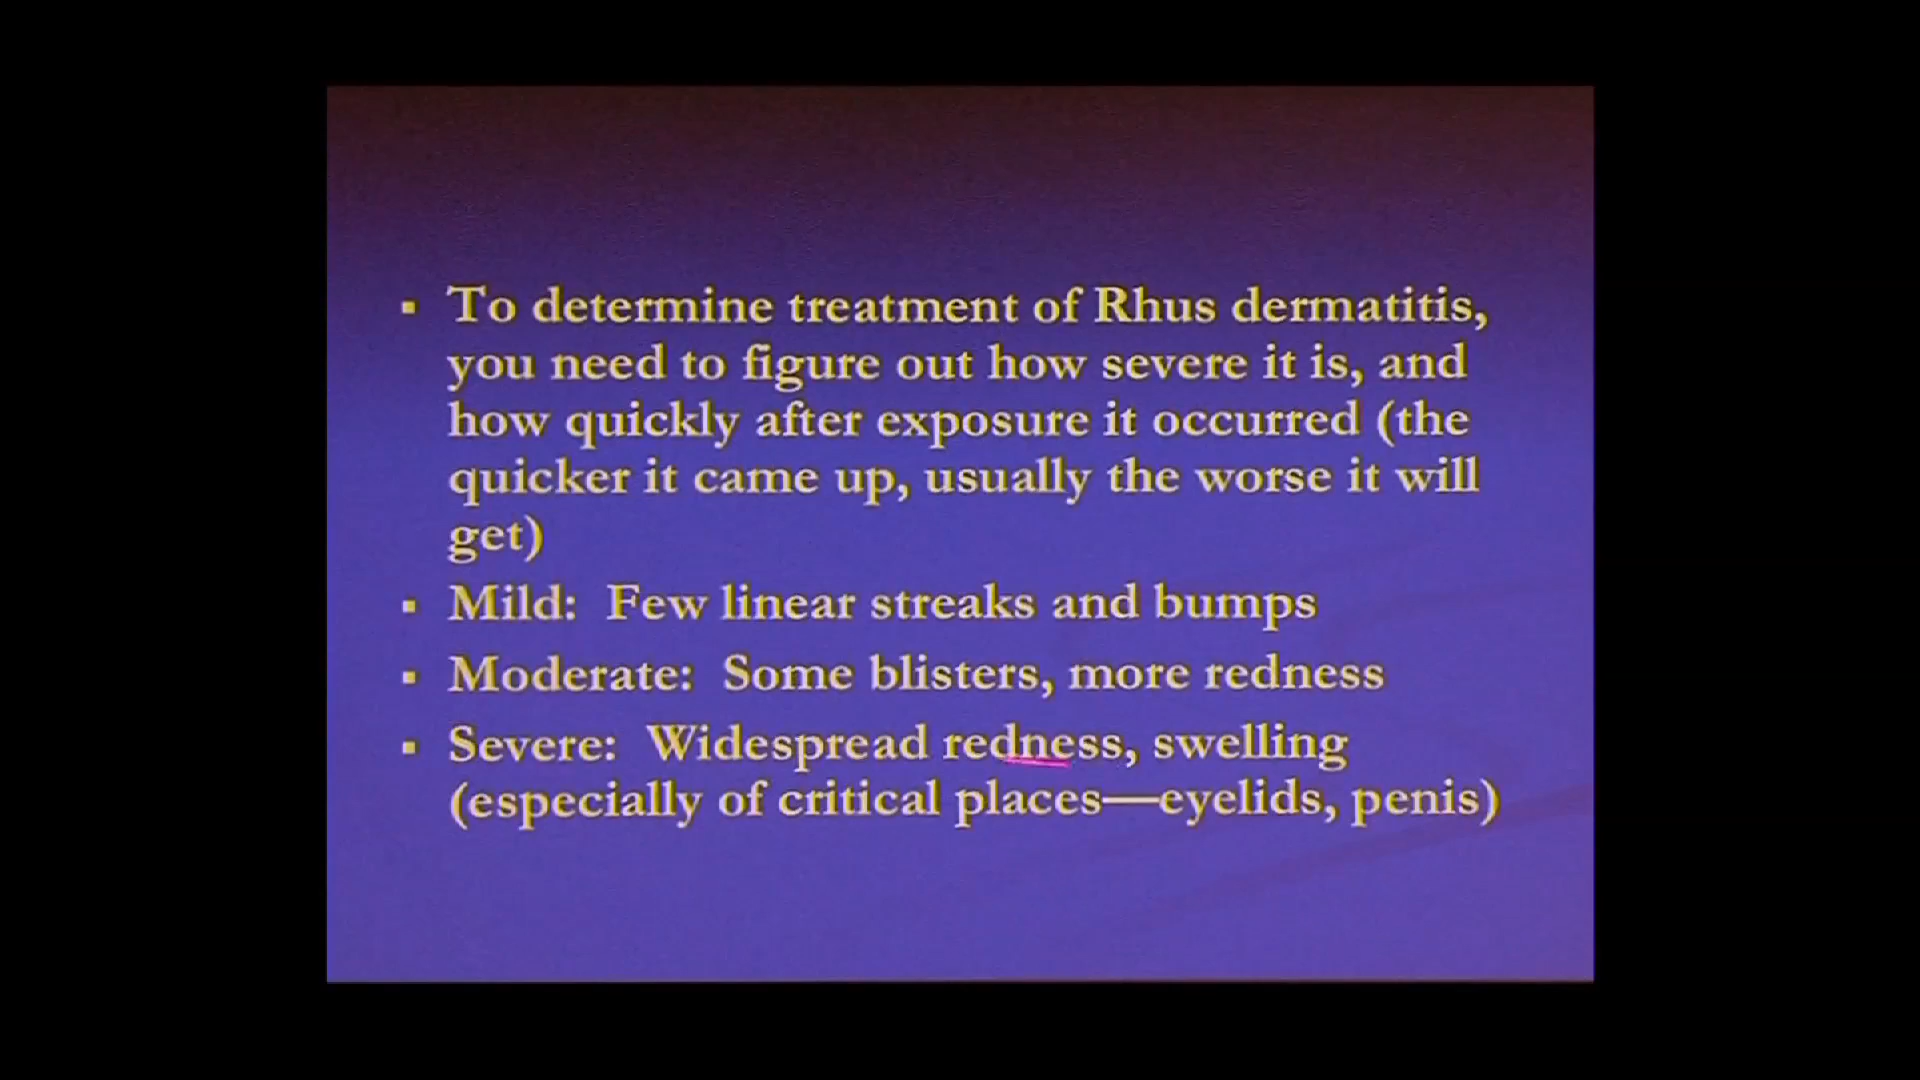 ▪ To determine treatment of Rhus dermatitis,
you need to figure out how severe it is, and
how quickly after exposure it occurred (the
quicker it came up, usually the worse it will
get)
▪ Mild: Few linear streaks and bumps
▪ Moderate: Some blisters, more redness
▪ Severe: Widespread redness, swelling
(especially of critical places—eyelids, penis)